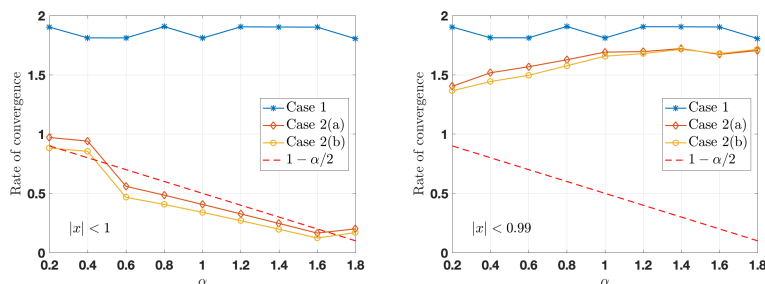 2
1.5
1
0.5
0
Rate of convergence
Case 1
Case 2(a)
Case 2(b)
1 − α/2
|x| < 1
0.2 0.4 0.6 0.8 1 1.2 1.4 1.6 1.8
α
2
1.5
1
0.5
0
Rate of convergence
Case 1
Case 2(a)
Case 2(b)
1 − α/2
|x| < 0.99
0.2 0.4 0.6 0.8 1 1.2 1.4 1.6 1.8
α